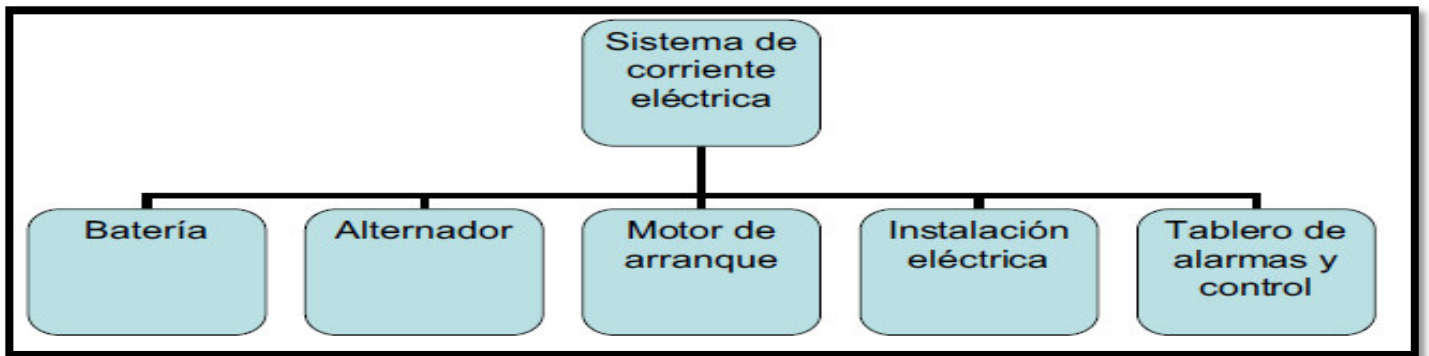 Sistema de
corriente
eléctrica
Batería
Alternador
Motor de
arranque
Instalación
eléctrica
Tablero de
alarmas y
control